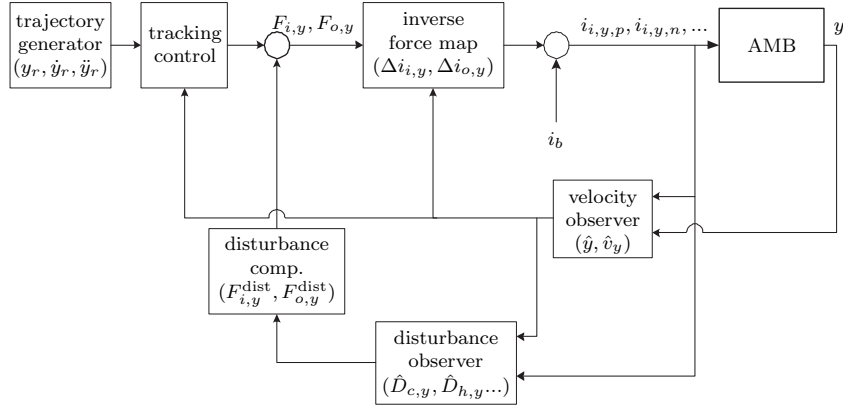 trajectory
generator
(y_r, ẏ_r, ÿ_r)
tracking
control
F_{i,y}, F_{o,y}
inverse
force map
(Δi_{i,y}, Δi_{o,y})
i_{i,y,p}, i_{i,y,n}, ...
AMB
y
i_b
velocity
observer
(ŷ, v̂_y)
disturbance
comp.
(F_{i,y}^{dist}, F_{o,y}^{dist})
disturbance
observer
(D̂_{c,y}, D̂_{h,y}...)